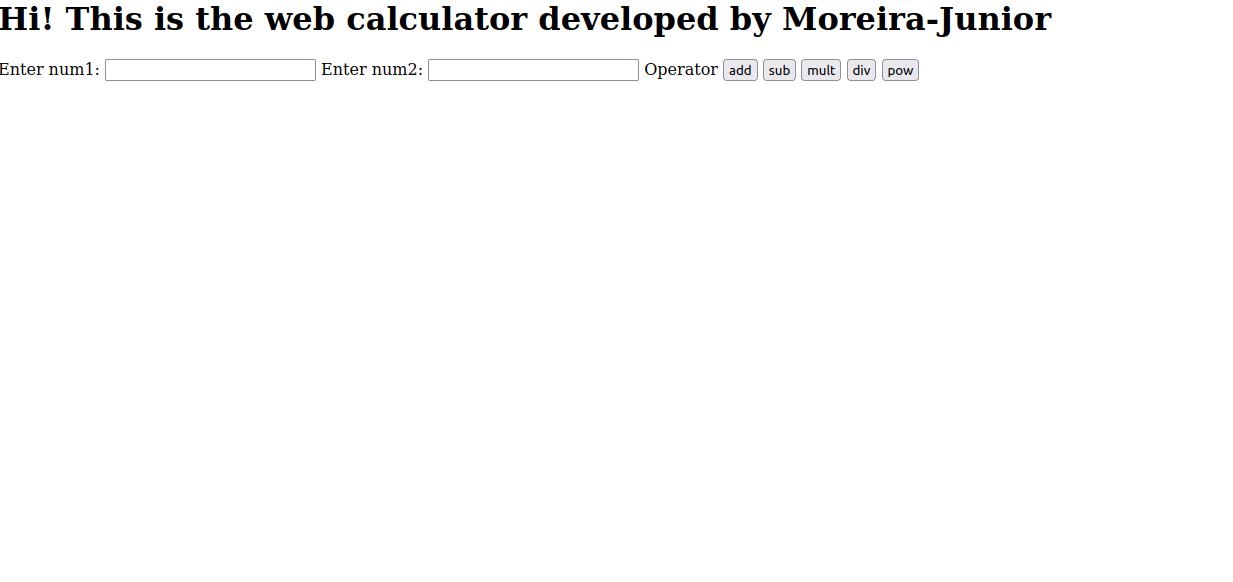 Hi! This is the web calculator developed by Moreira-Junior
Enter num1: Enter num2: Operator add sub mult div pow